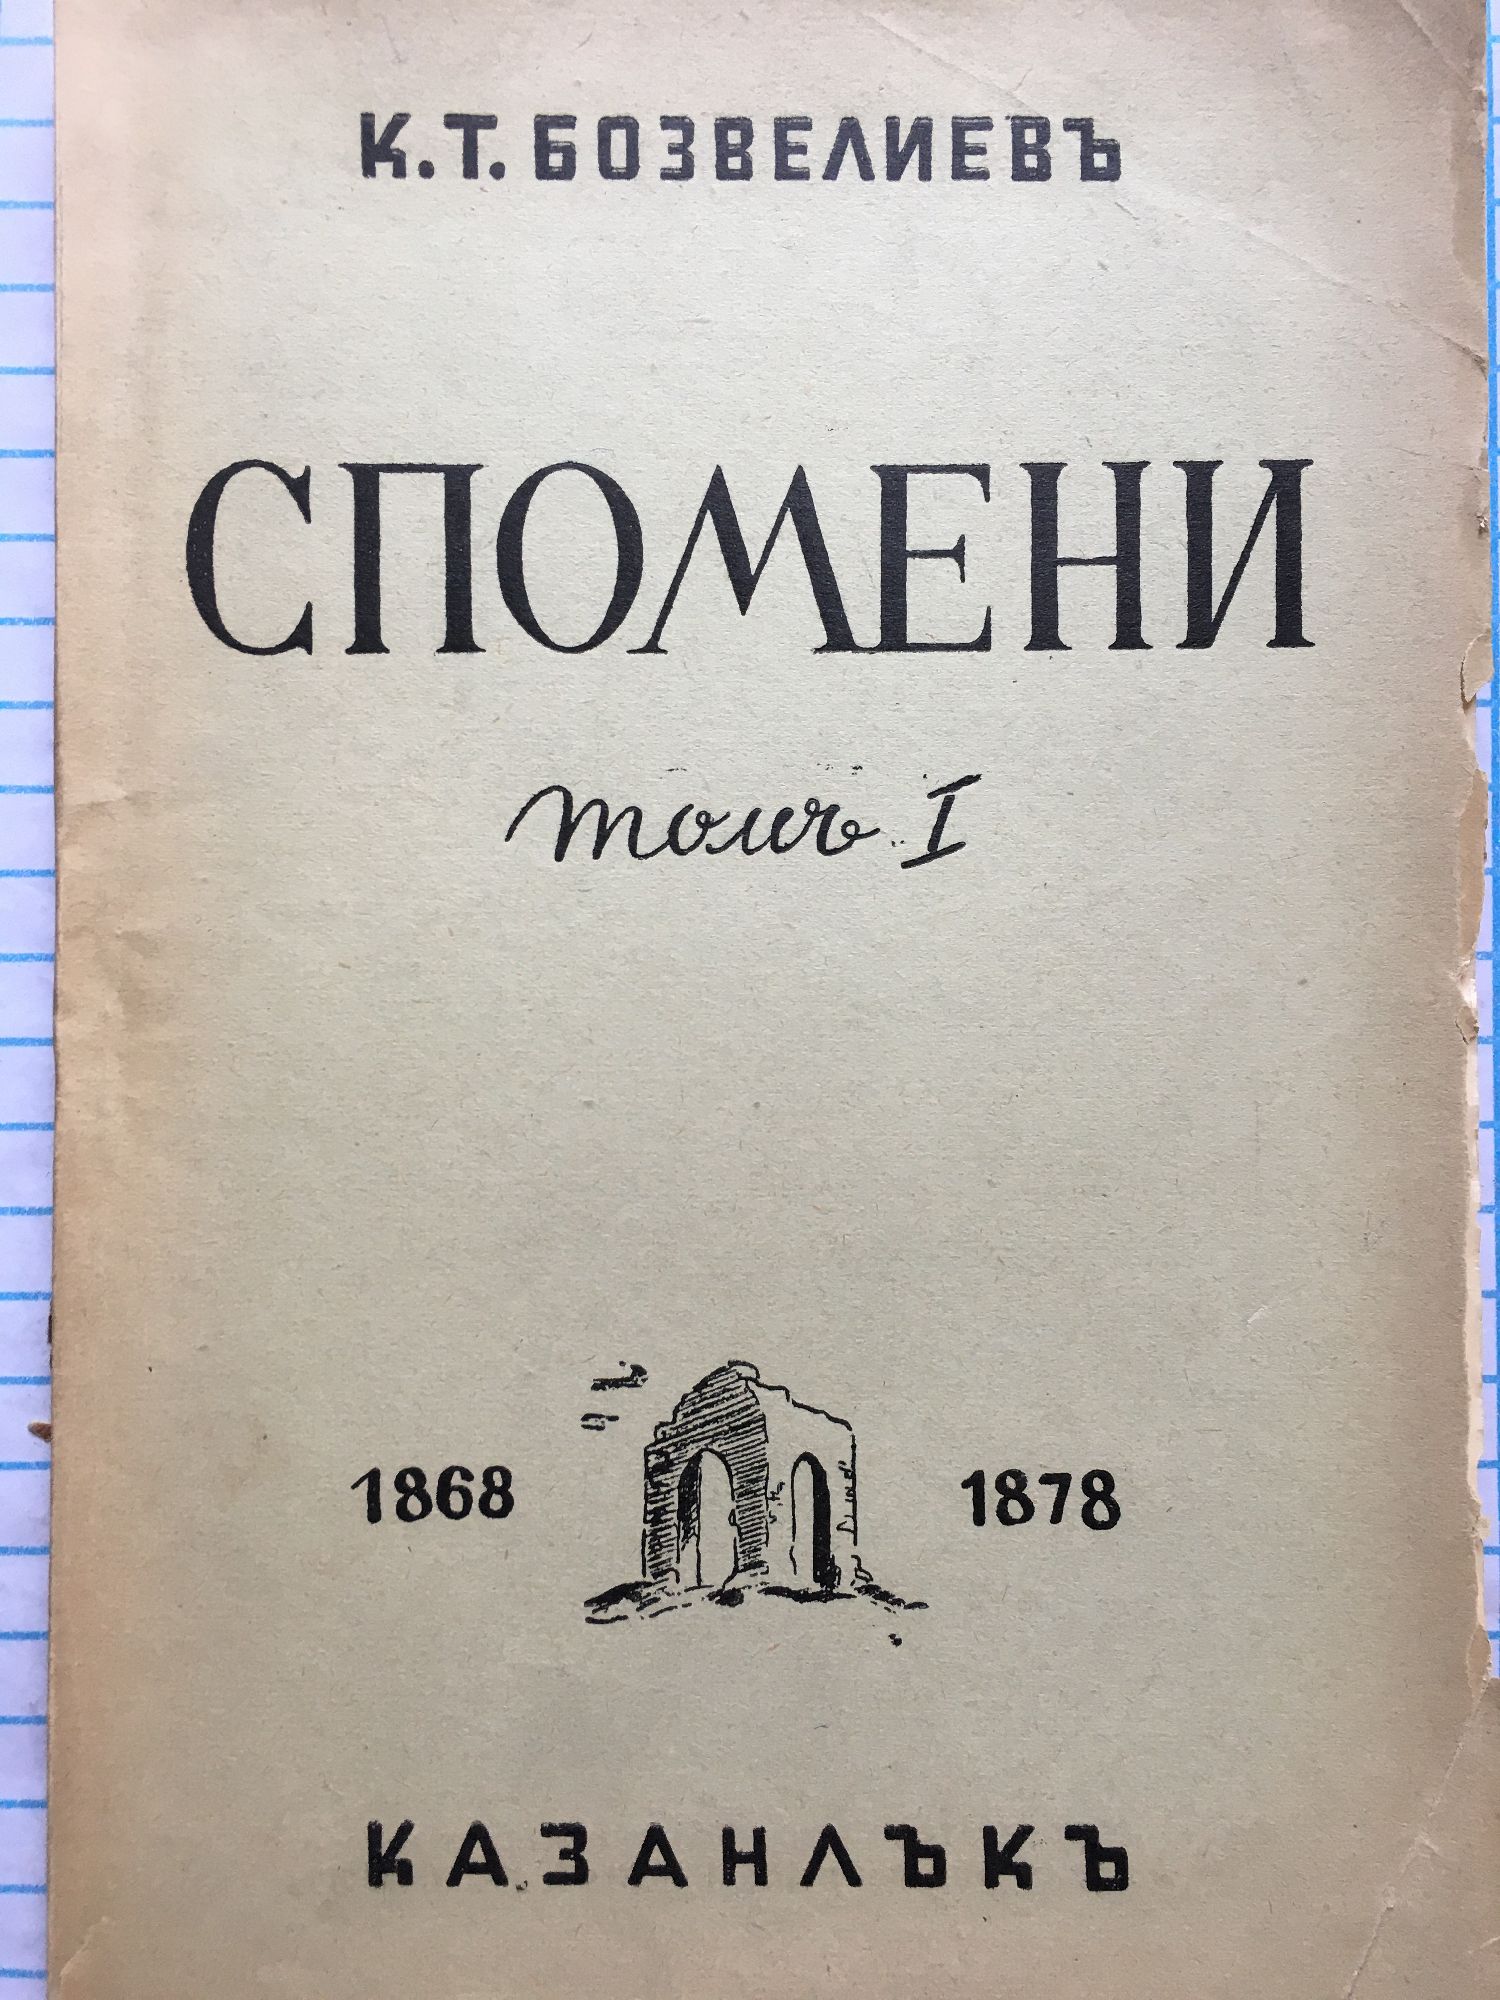 К. Т. БОЗВЕЛИЕВЪ
СПОМЕНИ
томъ I
1868 1878
КАЗАНЛЪКЪ